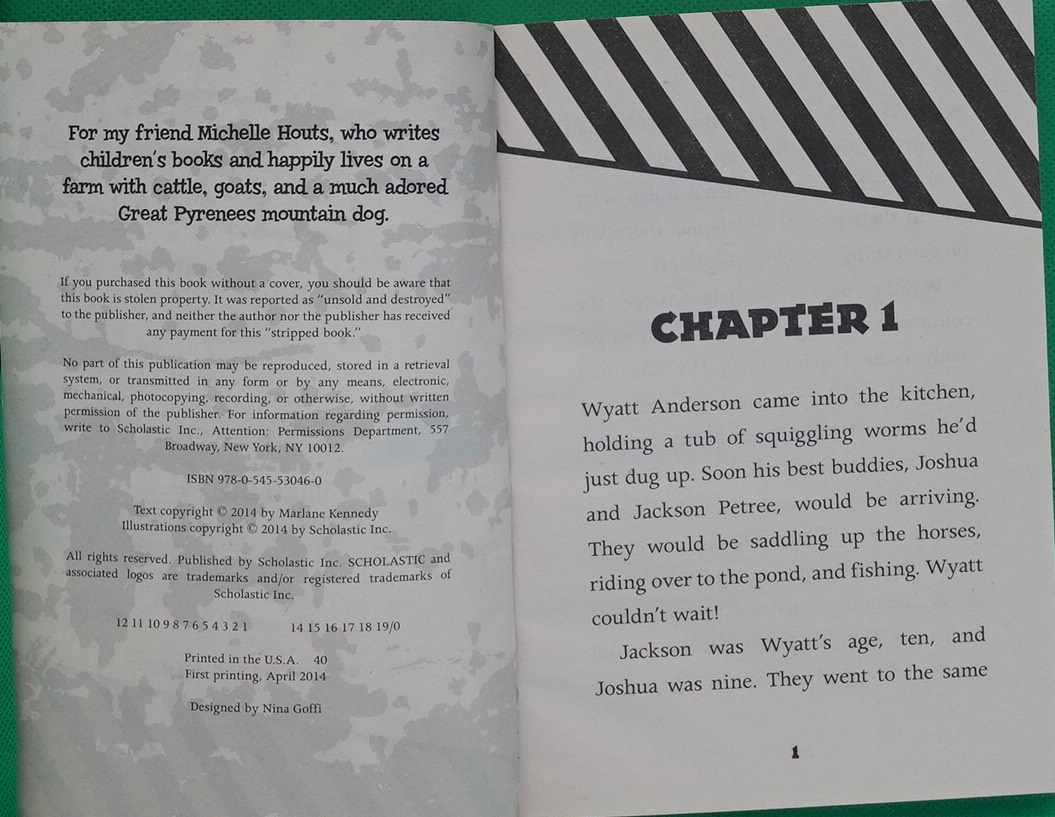 For my friend Michelle Houts, who writes
children's books and happily lives on a
farm with cattle, goats, and a much adored
Great Pyrenees mountain dog.
If you purchased this book without a cover, you should be aware that
this book is stolen property. It was reported as “unsold and destroyed”
to the publisher, and neither the author nor the publisher has received
any payment for this “stripped book.”
No part of this publication may be reproduced, stored in a retrieval
system, or transmitted in any form or by any means, electronic,
mechanical, photocopying, recording, or otherwise, without written
permission of the publisher. For information regarding permission,
write to Scholastic Inc., Attention: Permissions Department, 557
Broadway, New York, NY 10012.
ISBN 978-0-545-53046-0
Text copyright © 2014 by Marlane Kennedy
Illustrations copyright © 2014 by Scholastic Inc.
All rights reserved. Published by Scholastic Inc. SCHOLASTIC and
associated logos are trademarks and/or registered trademarks of
Scholastic Inc.
12 11 10 9 8 7 6 5 4 3 2 1 14 15 16 17 18 19/0
Printed in the U.S.A. 40
First printing, April 2014
Designed by Nina Goffi
CHAPTER 1
Wyatt Anderson came into the kitchen,
holding a tub of squiggling worms he’d
just dug up. Soon his best buddies, Joshua
and Jackson Petree, would be arriving.
They would be saddling up the horses,
riding over to the pond, and fishing. Wyatt
couldn’t wait!
Jackson was Wyatt’s age, ten, and
Joshua was nine. They went to the same
1